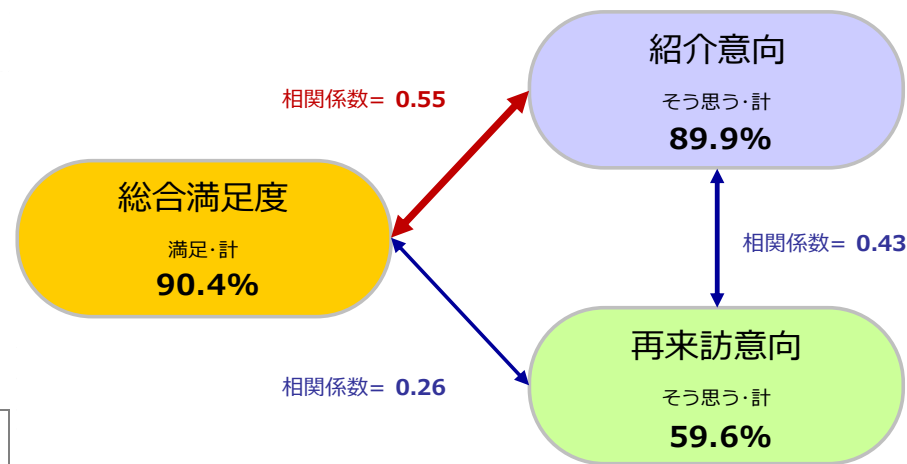 紹介意向
そう思う・計
89.9%
相関係数= 0.55
総合満足度
満足・計
90.4%
相関係数= 0.43
相関係数= 0.26
再来訪意向
そう思う・計
59.6%